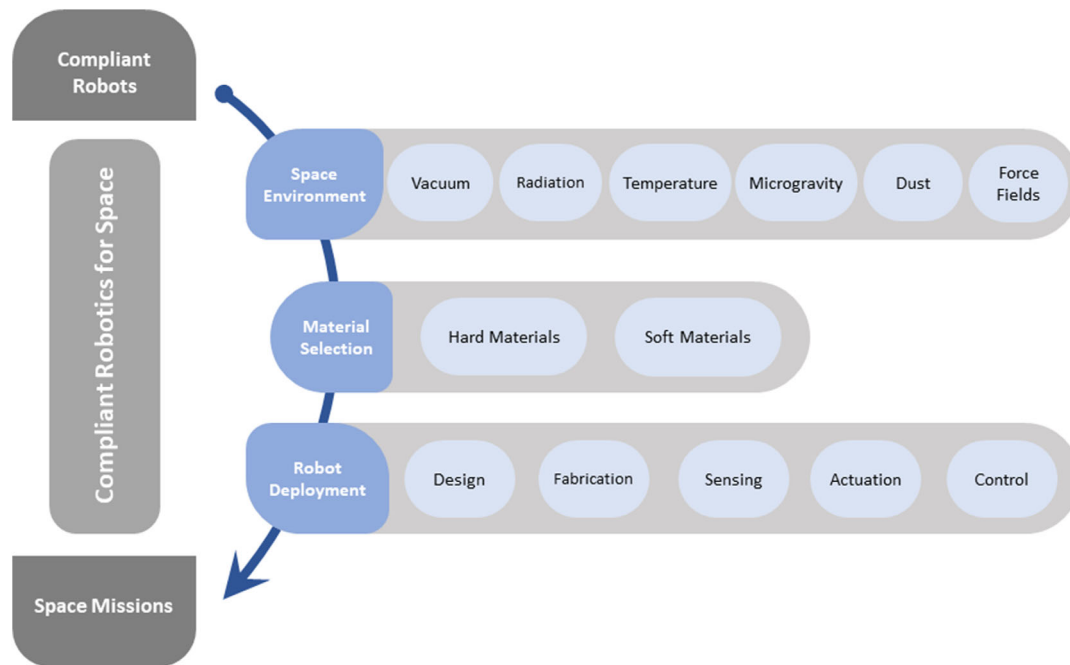 Compliant
Robots
Compliant Robotics for Space
Space
Environment
Vacuum
Radiation
Temperature
Microgravity
Dust
Force
Fields
Material
Selection
Hard Materials
Soft Materials
Robot
Deployment
Design
Fabrication
Sensing
Actuation
Control
Space Missions